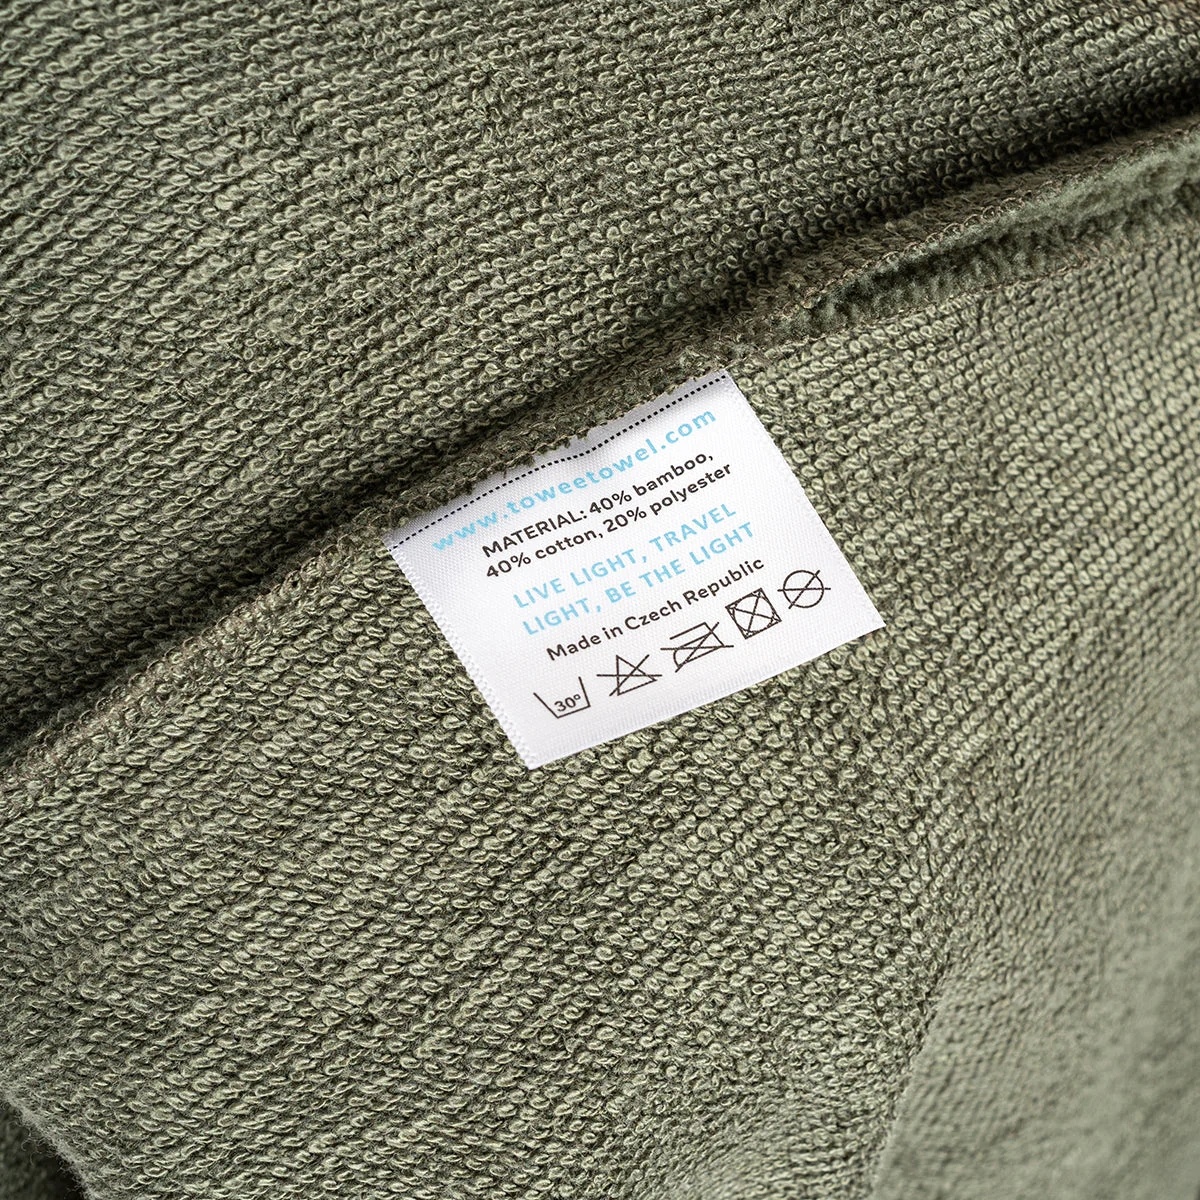 www.toweetowel.com
MATERIAL: 40% bamboo,
40% cotton, 20% polyester
LIVE LIGHT, TRAVEL
LIGHT, BE THE LIGHT
Made in Czech Republic
30°